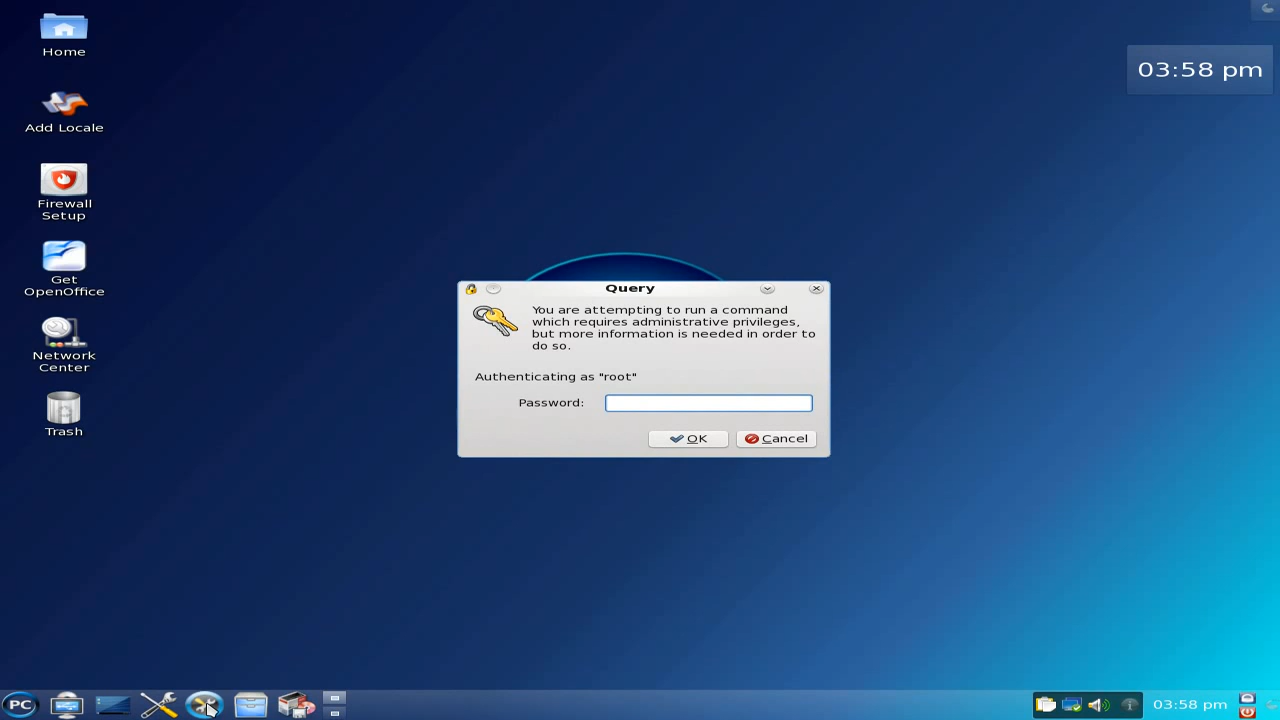 Home
Add Locale
Firewall
Setup
Get
OpenOffice
Network
Center
Trash
03:58 pm
Query
You are attempting to run a command
which requires administrative privileges,
but more information is needed in order to
do so.
Authenticating as "root"
Password:
OK
Cancel
PC
03:58 pm